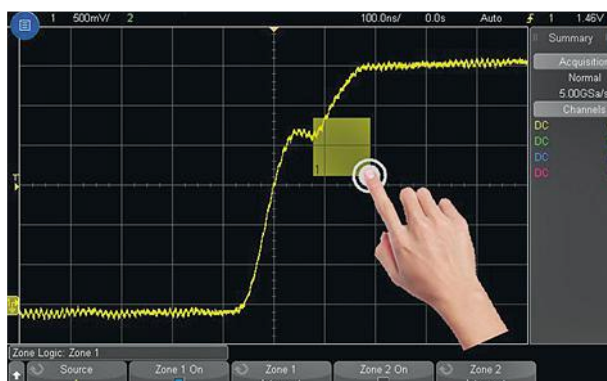 1 500mV/ 2 100.0ns/ 0.0s Auto 1 1.46V
Summary
Acquisition
Normal
5.00GSa/s
Channels
DC
DC
DC
DC
T
1
Zone Logic: Zone 1
Source Zone 1 On Zone 1 Zone 2 On Zone 2